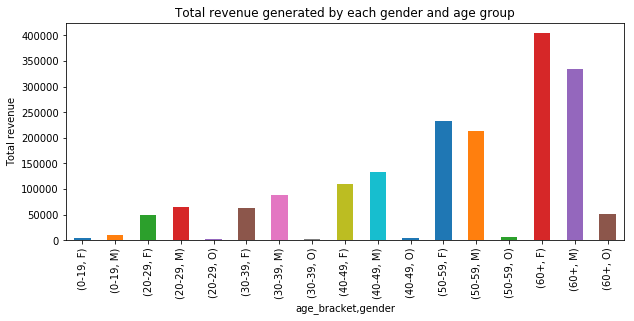 Total revenue generated by each gender and age group
Total revenue
400000
350000
300000
250000
200000
150000
100000
50000
0
(0-19, F)
(0-19, M)
(20-29, F)
(20-29, M)
(20-29, O)
(30-39, F)
(30-39, M)
(30-39, O)
(40-49, F)
(40-49, M)
(40-49, O)
(50-59, F)
(50-59, M)
(50-59, O)
(60+, F)
(60+, M)
(60+, O)
age_bracket,gender